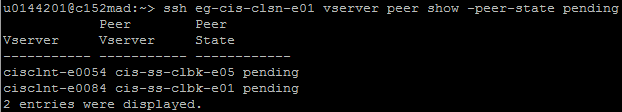 u0144201@c152mad:~> ssh eg-cis-clsn-e01 vserver peer show -peer-state pending
            Peer        Peer
Vserver     Vserver     State
----------- ----------- ------------
cisclnt-e0054 cis-ss-clbk-e05 pending
cisclnt-e0084 cis-ss-clbk-e01 pending
2 entries were displayed.